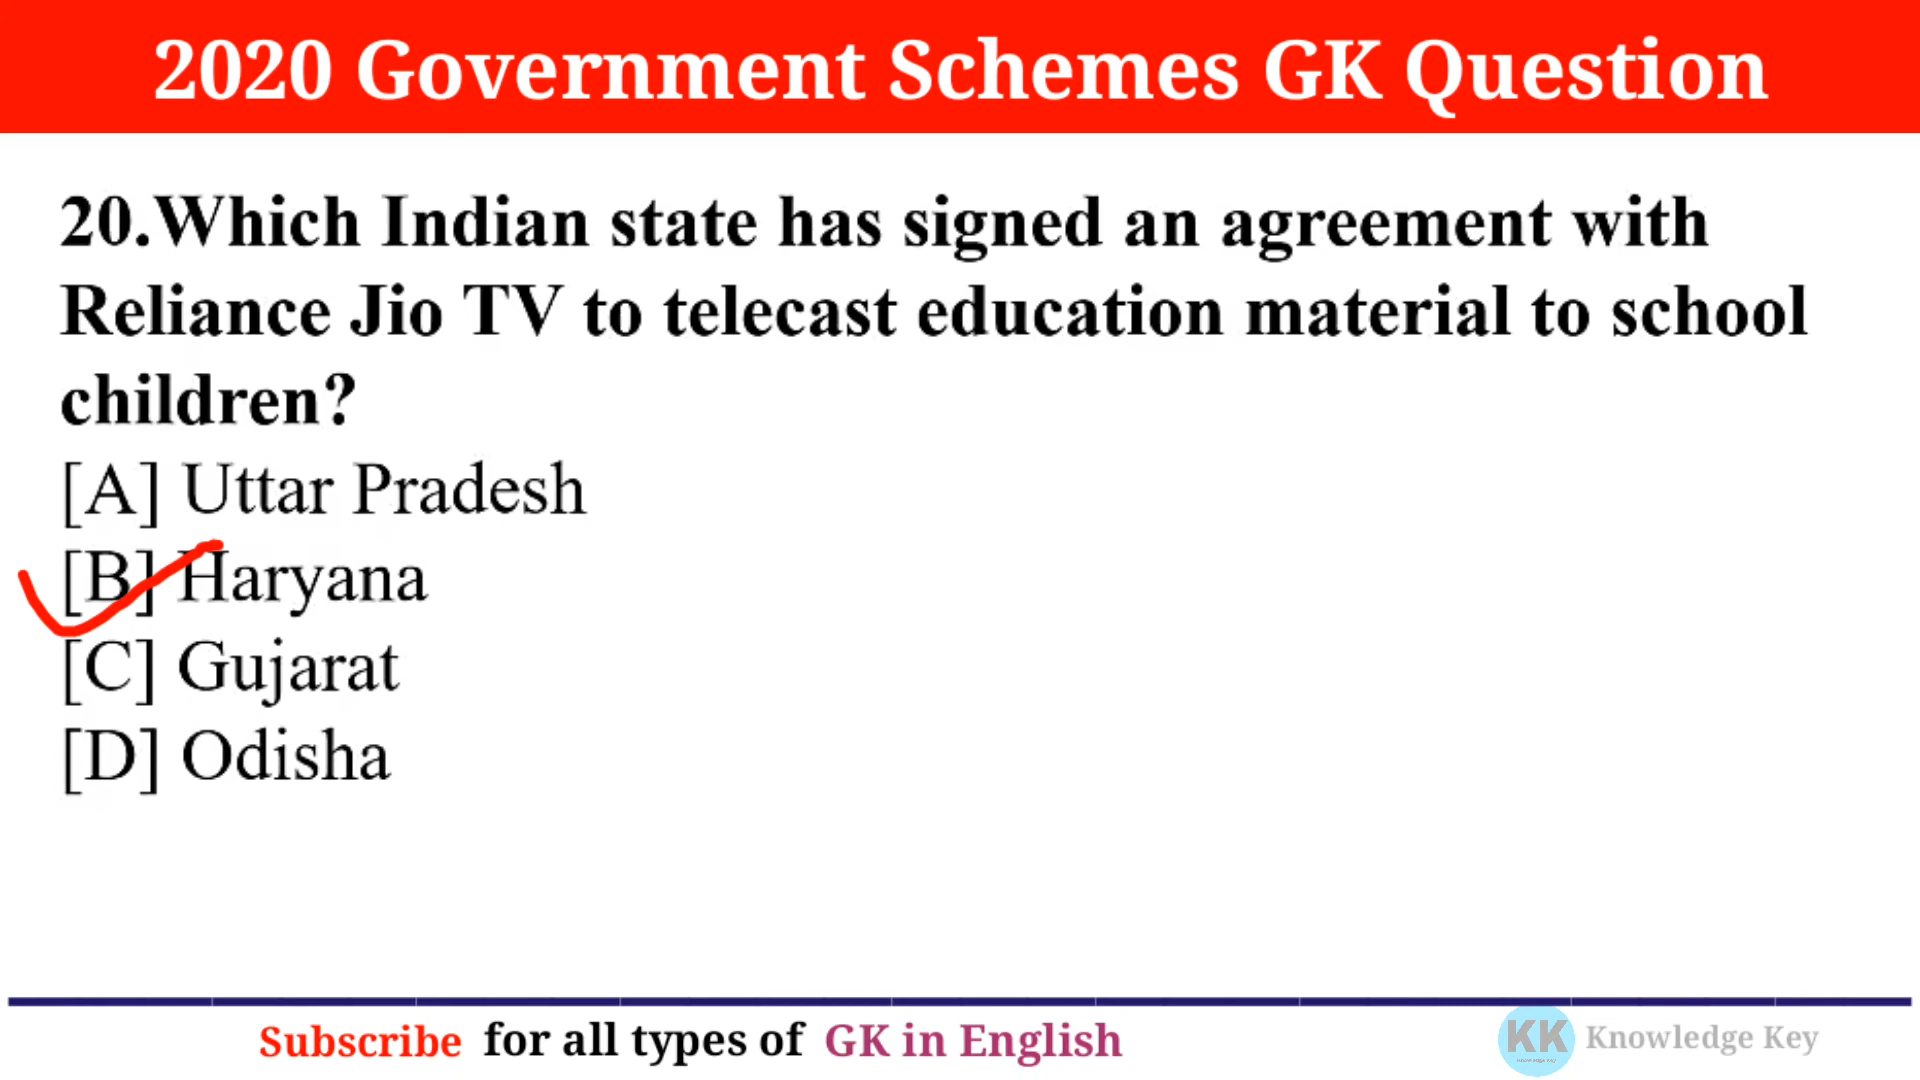 2020 Government Schemes GK Question
20.Which Indian state has signed an agreement with
Reliance Jio TV to telecast education material to school
children?
[A] Uttar Pradesh
[B] Haryana
[C] Gujarat
[D] Odisha
Subscribe for all types of GK in English
KK Knowledge Key